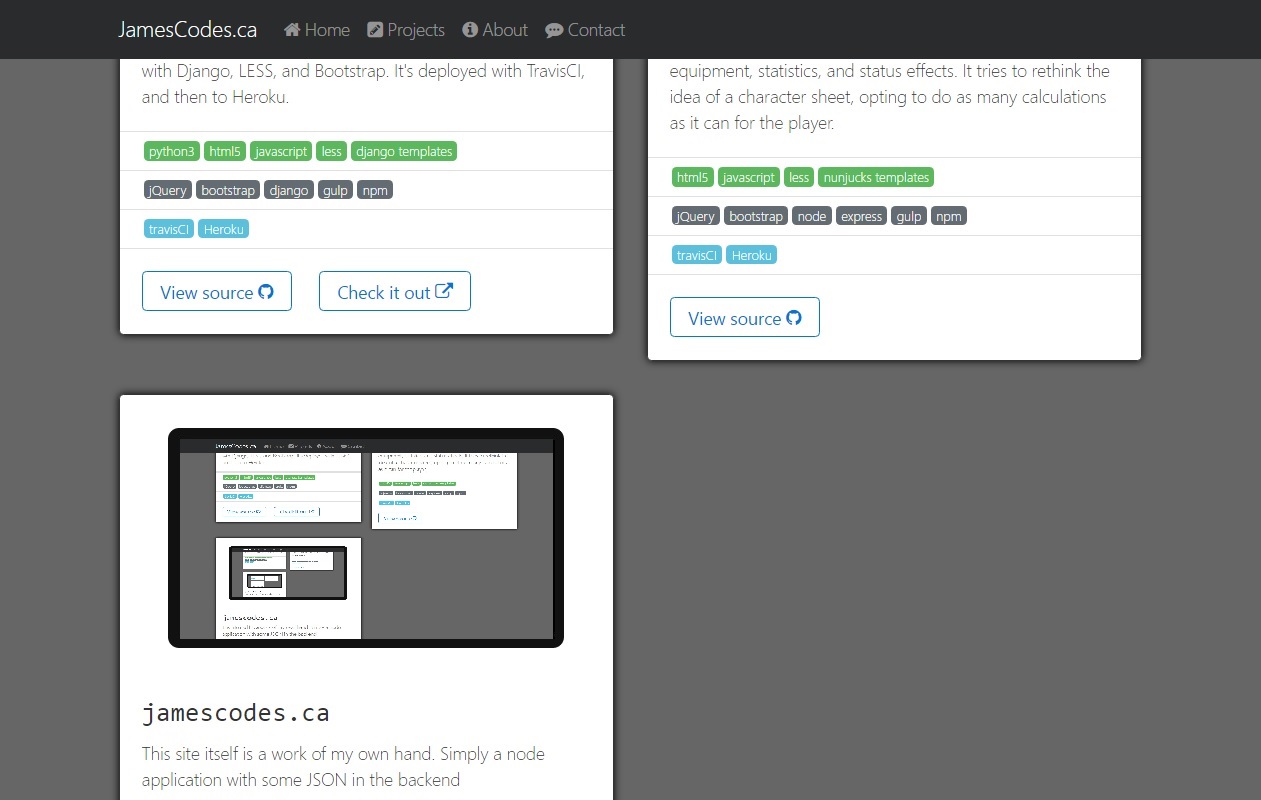 JamesCodes.ca Home Projects About Contact
with Django, LESS, and Bootstrap. It's deployed with TravisCI,
and then to Heroku.
python3 html5 javascript less django templates
jQuery bootstrap django gulp npm
travisCI Heroku
View source Check it out
equipment, statistics, and status effects. It tries to rethink the
idea of a character sheet, opting to do as many calculations
as it can for the player.
html5 javascript less nunjucks templates
jQuery bootstrap node express gulp npm
travisCI Heroku
View source
JamesCodes.ca
jamescodes.ca
jamescodes.ca
This site itself is a work of my own hand. Simply a node
application with some JSON in the backend